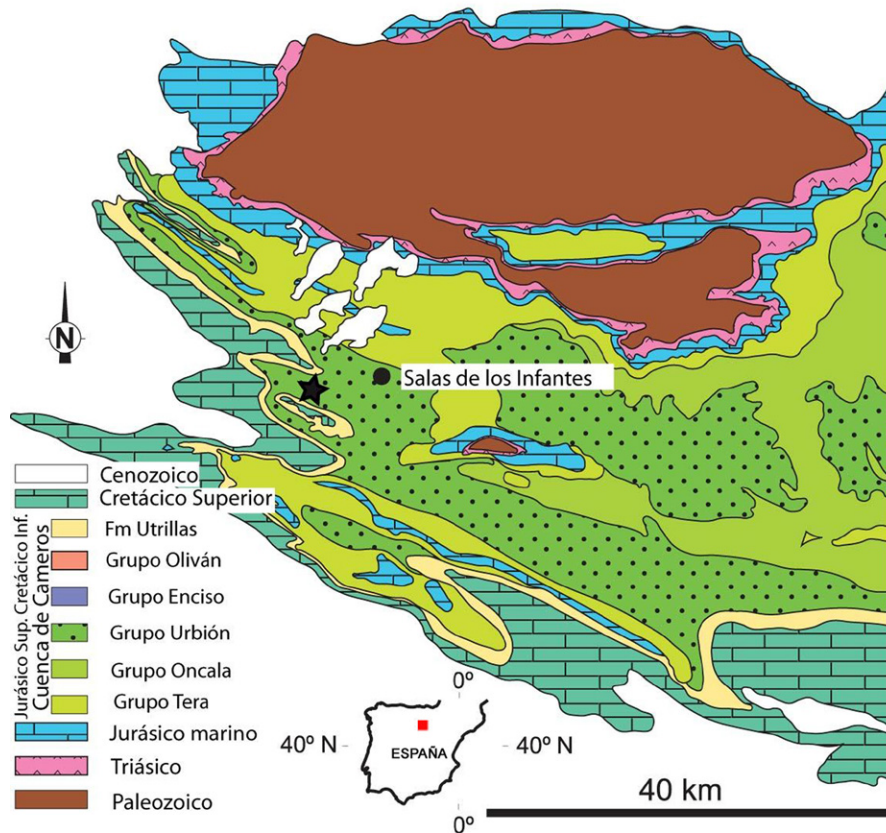 N
Salas de los Infantes
Cenozoico
Cretácico Superior
Jurásico Sup. Cretácico Inf.
Cuenca de Cameros
Fm Utrillas
Grupo Oliván
Grupo Enciso
Grupo Urbión
Grupo Oncala
Grupo Tera
Jurásico marino
Triásico
Paleozoico
0º
40º N
ESPAÑA
40º N
0º
40 km